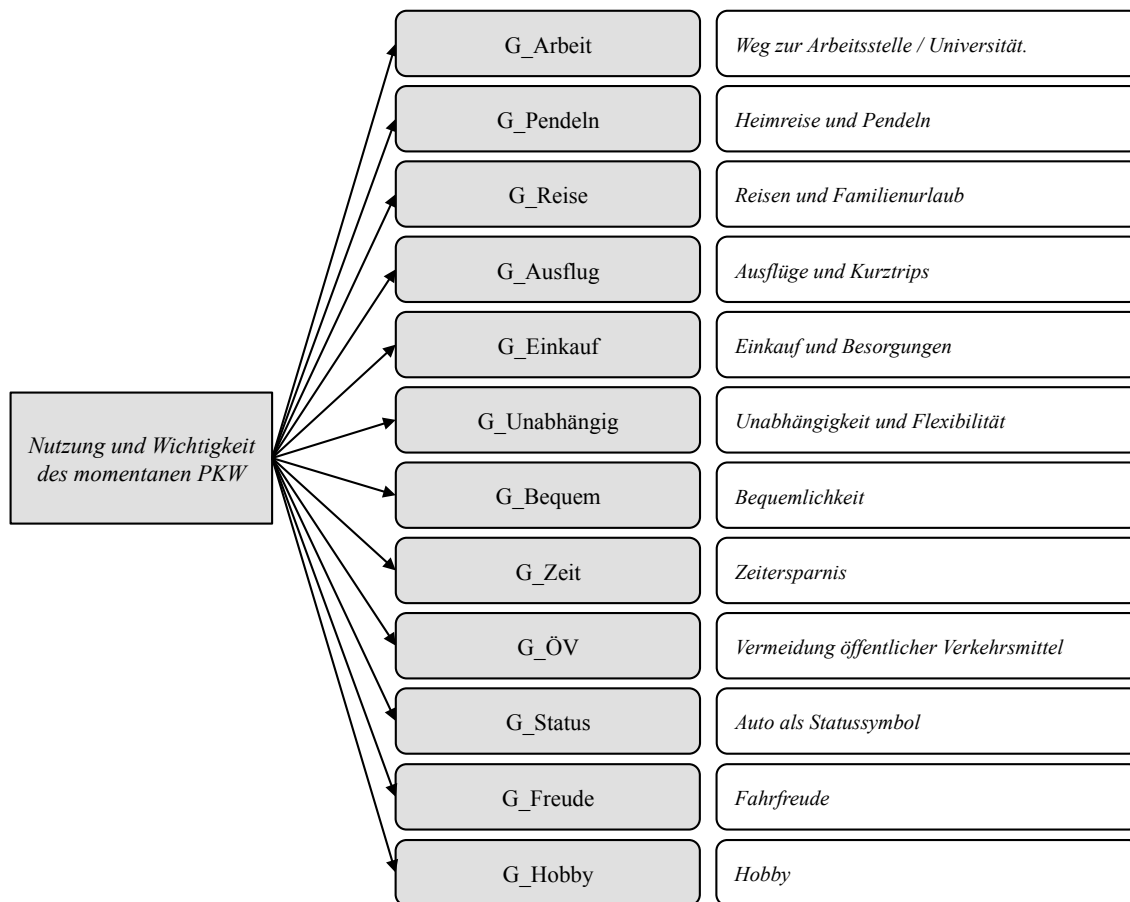 G_Arbeit
Weg zur Arbeitsstelle / Universität.
G_Pendeln
Heimreise und Pendeln
G_Reise
Reisen und Familienurlaub
G_Ausflug
Ausflüge und Kurztrips
G_Einkauf
Einkauf und Besorgungen
Nutzung und Wichtigkeit
des momentanen PKW
G_Unabhängig
Unabhängigkeit und Flexibilität
G_Bequem
Bequemlichkeit
G_Zeit
Zeitersparnis
G_ÖV
Vermeidung öffentlicher Verkehrsmittel
G_Status
Auto als Statussymbol
G_Freude
Fahrfreude
G_Hobby
Hobby